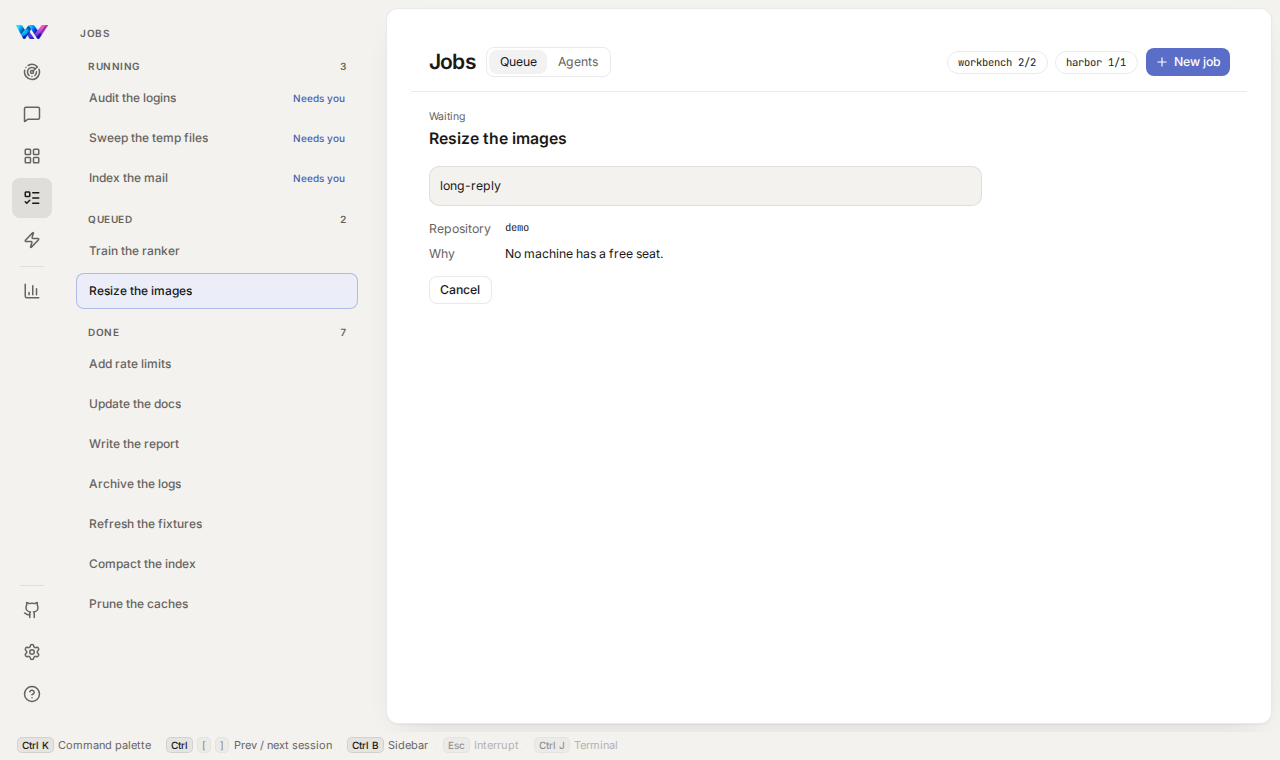 JOBS
RUNNING 3
Audit the logins Needs you
Sweep the temp files Needs you
Index the mail Needs you
QUEUED 2
Train the ranker
Resize the images
DONE 7
Add rate limits
Update the docs
Write the report
Archive the logs
Refresh the fixtures
Compact the index
Prune the caches
Jobs Queue Agents workbench 2/2 harbor 1/1 + New job
Waiting
Resize the images
long-reply
Repository demo
Why No machine has a free seat.
Cancel
Ctrl K Command palette Ctrl [ ] Prev / next session Ctrl B Sidebar Esc Interrupt Ctrl J Terminal